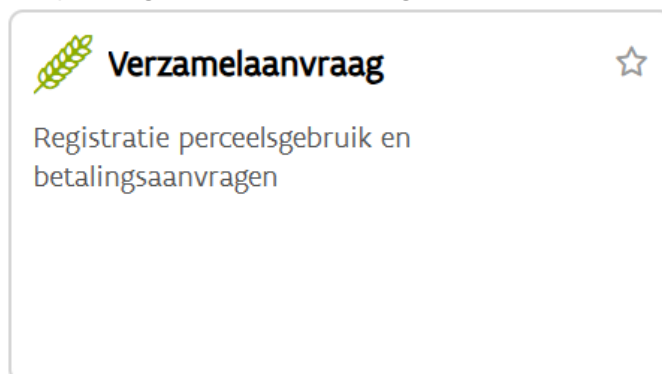 Verzamelaanvraag
Registratie perceelsgebruik en
betalingsaanvragen